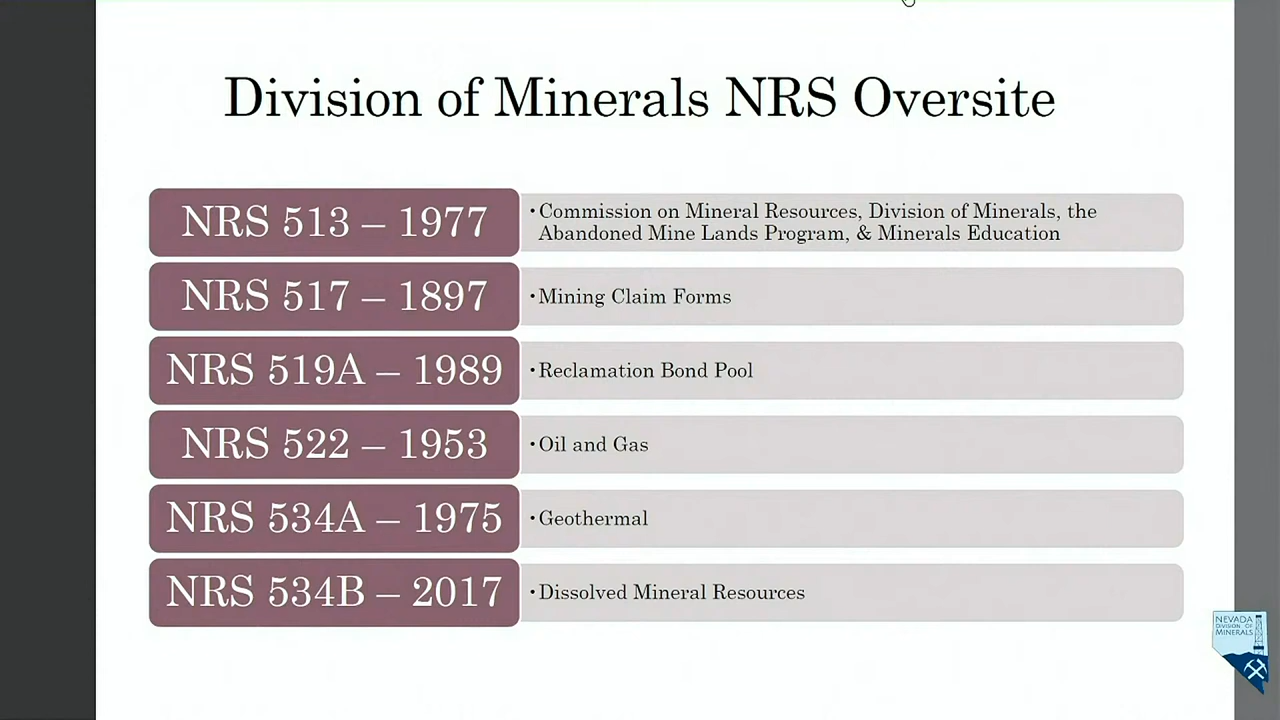 Division of Minerals NRS Oversite
NRS 513 – 1977
•Commission on Mineral Resources, Division of Minerals, the
Abandoned Mine Lands Program, & Minerals Education
NRS 517 – 1897
•Mining Claim Forms
NRS 519A – 1989
•Reclamation Bond Pool
NRS 522 – 1953
•Oil and Gas
NRS 534A – 1975
•Geothermal
NRS 534B – 2017
•Dissolved Mineral Resources
NEVADA
DIVISION OF
MINERALS